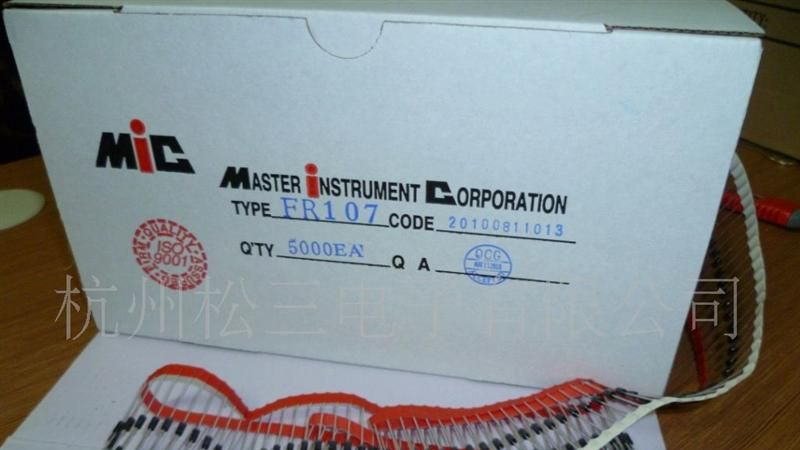 MiC
MASTER INSTRUMENT CORPORATION
TYPE FR107 CODE 20100811013
Q'TY 5000EA Q A
QCG
QUALITY
ISO
9001
杭州松三电子有限公司